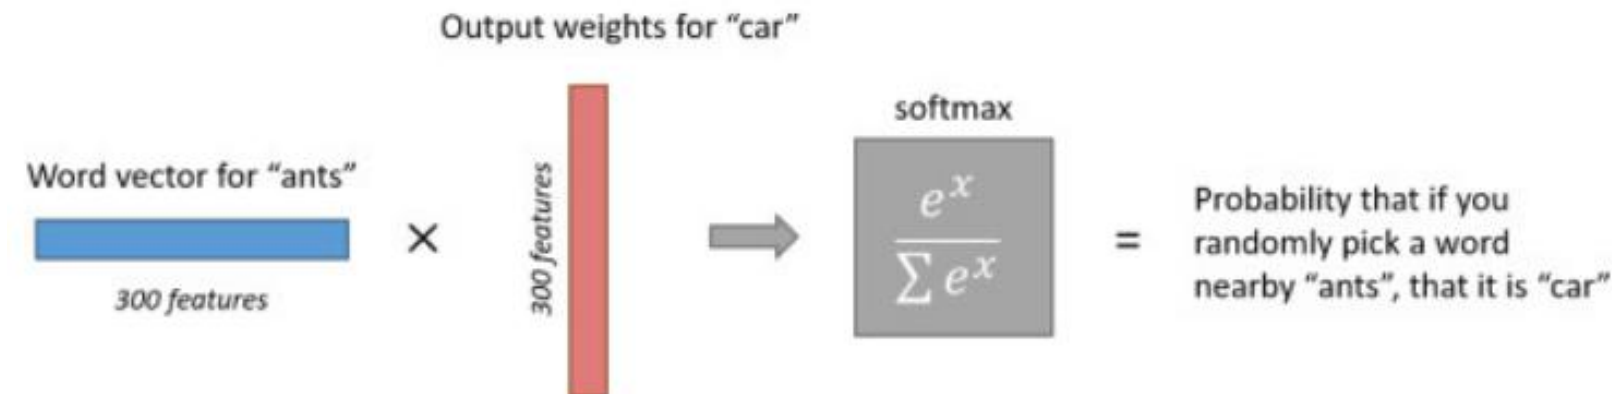 Output weights for “car”
softmax
Word vector for “ants”
300 features
×
300 features
e^x
∑ e^x
=
Probability that if you
randomly pick a word
nearby “ants”, that it is “car”